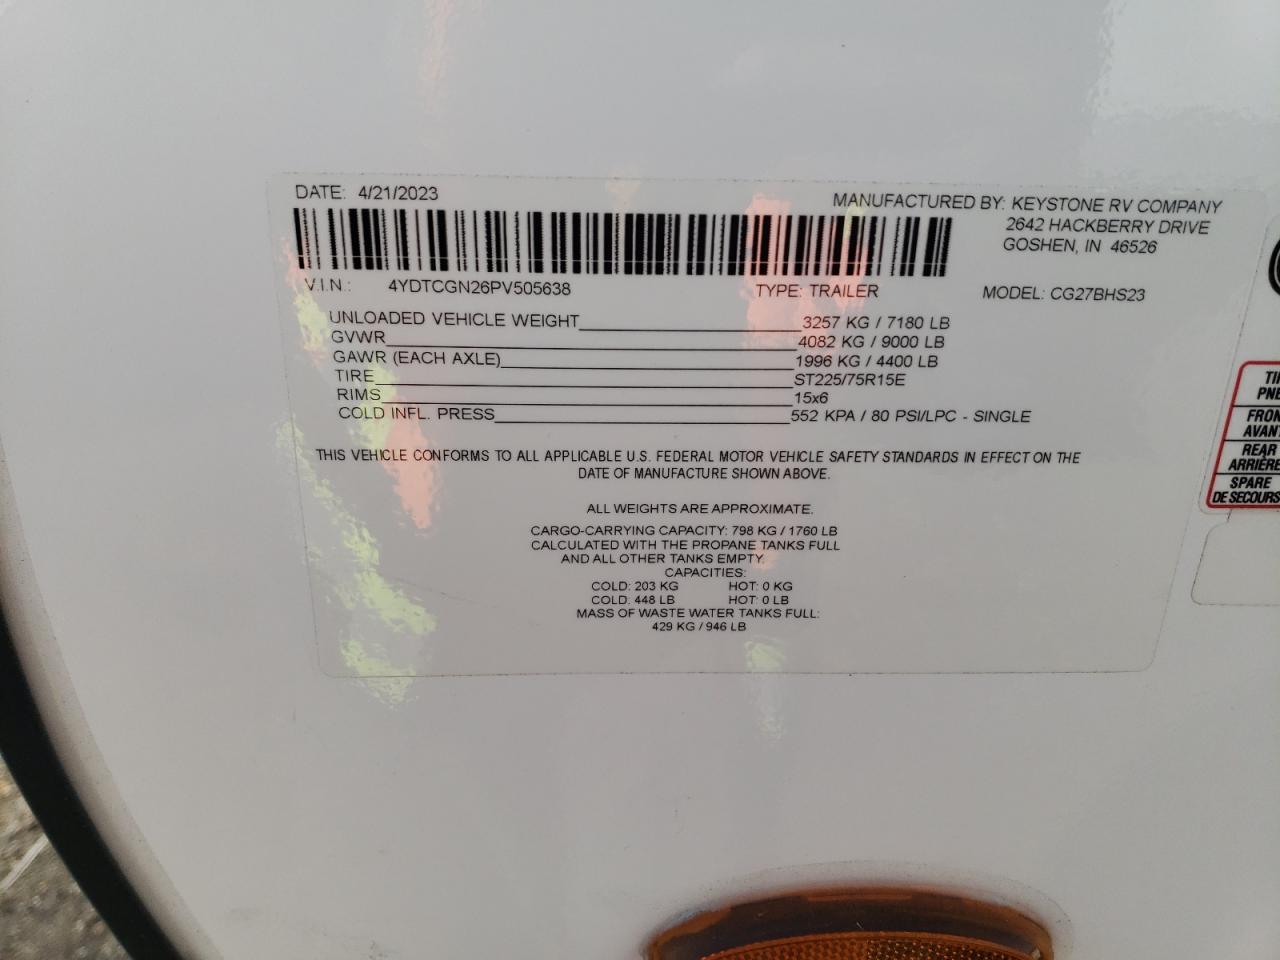 DATE: 4/21/2023
MANUFACTURED BY: KEYSTONE RV COMPANY
2642 HACKBERRY DRIVE
GOSHEN, IN 46526
V.I.N.: 4YDTCGN26PV505638 TYPE: TRAILER MODEL: CG27BHS23
UNLOADED VEHICLE WEIGHT 3257 KG / 7180 LB
GVWR 4082 KG / 9000 LB
GAWR (EACH AXLE) 1996 KG / 4400 LB
TIRE ST225/75R15E
RIMS 15x6
COLD INFL. PRESS 552 KPA / 80 PSI/LPC - SINGLE
THIS VEHICLE CONFORMS TO ALL APPLICABLE U.S. FEDERAL MOTOR VEHICLE SAFETY STANDARDS IN EFFECT ON THE
DATE OF MANUFACTURE SHOWN ABOVE.
ALL WEIGHTS ARE APPROXIMATE.
CARGO-CARRYING CAPACITY: 798 KG / 1760 LB
CALCULATED WITH THE PROPANE TANKS FULL
AND ALL OTHER TANKS EMPTY.
CAPACITIES:
COLD: 203 KG HOT: 0 KG
COLD: 448 LB HOT: 0 LB
MASS OF WASTE WATER TANKS FULL:
429 KG / 946 LB
AVANT
REAR
ARRIÈRE
SPARE
DE SECOURS